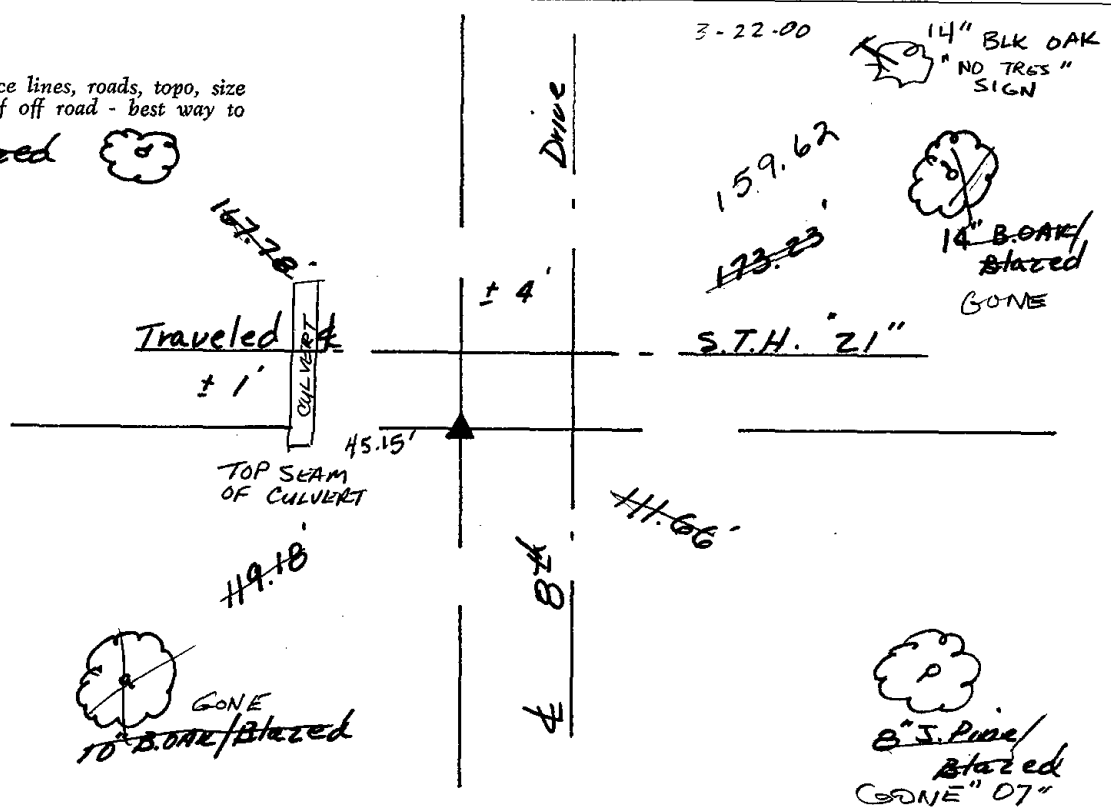 3-22-00
14" BLK OAK
"NO TRES"
SIGN
ce lines, roads, topo, size
f off road - best way to
Drive
159.62'
167.78'
173.23'
14" B.OAK/
Blazed
GONE
± 4'
Traveled ℄
S.T.H. "21"
± 1'
CULVERT
45.15'
TOP SEAM
OF CULVERT
111.66'
119.18'
℄ 8th
GONE
10" B.OAK/Blazed
8" J. Pine/
Blazed
GONE "07"